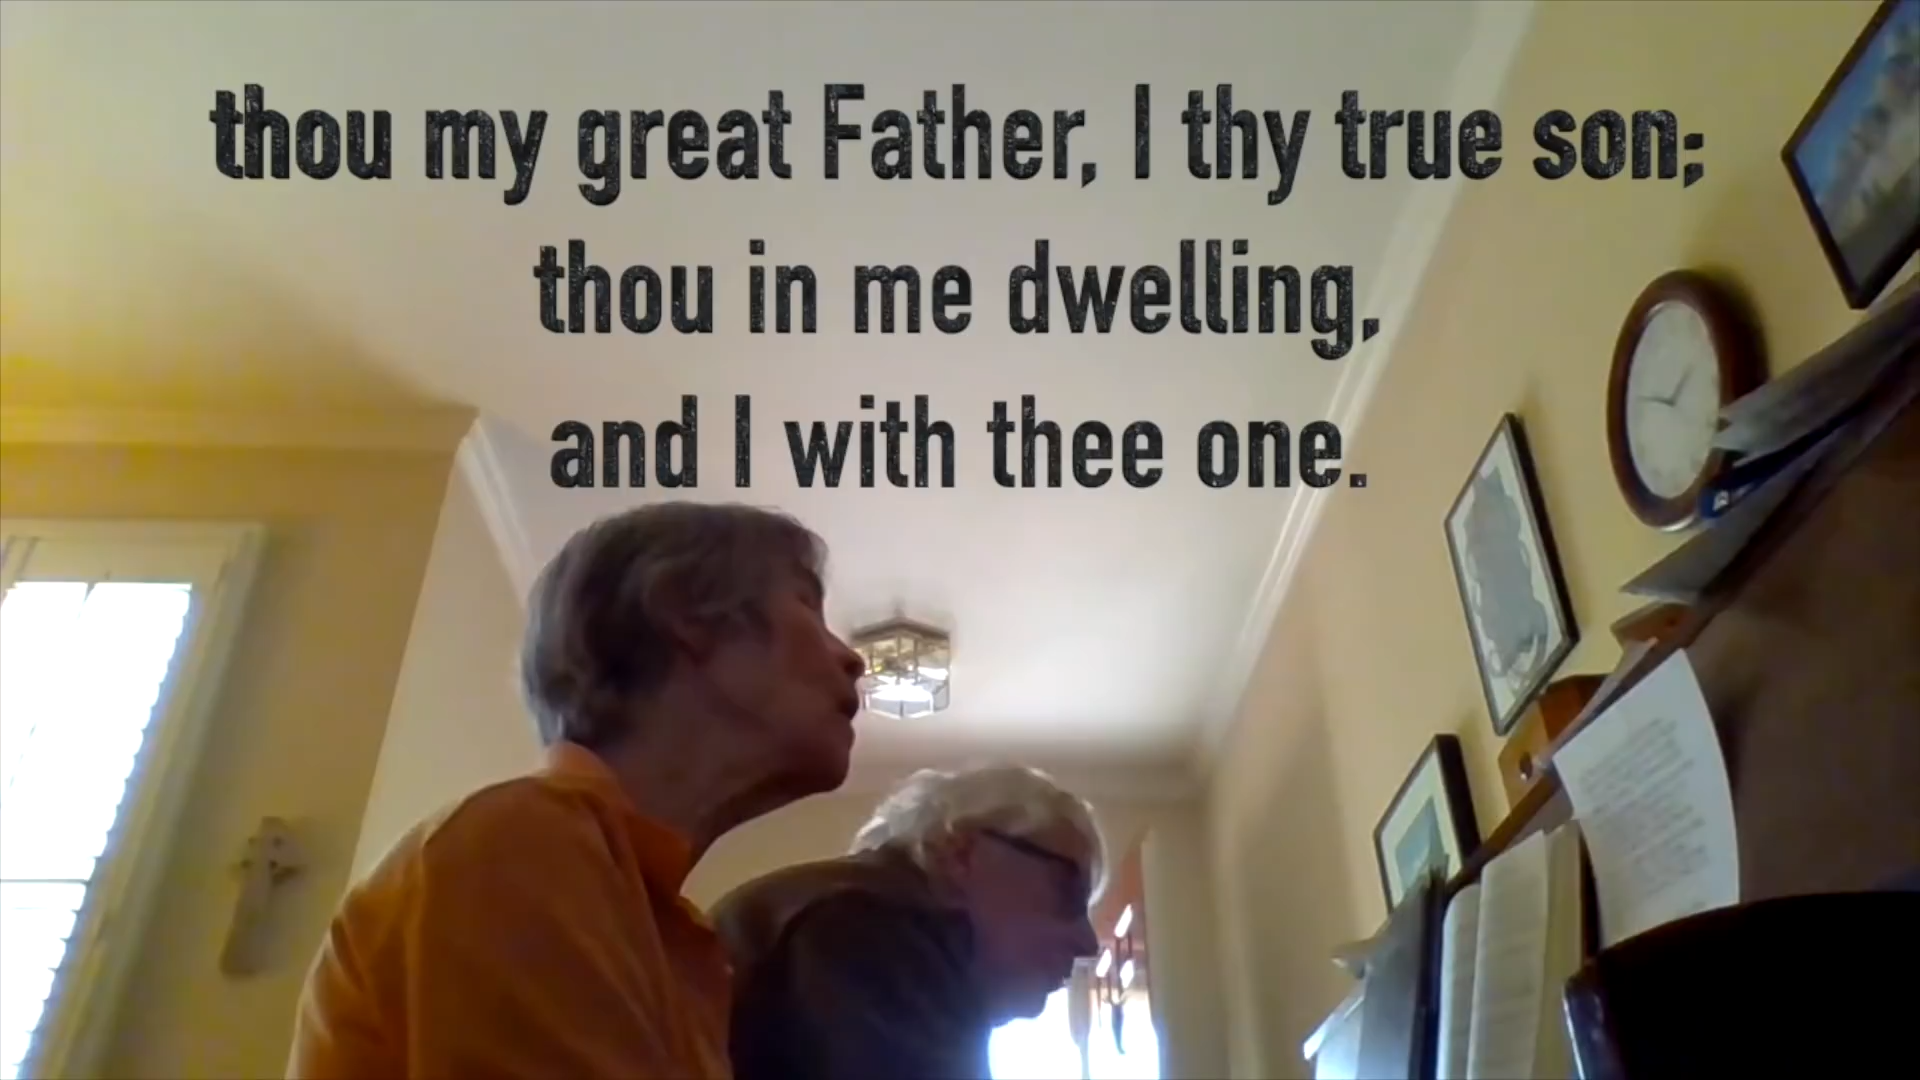 thou my great Father, I thy true son;
thou in me dwelling,
and I with thee one.